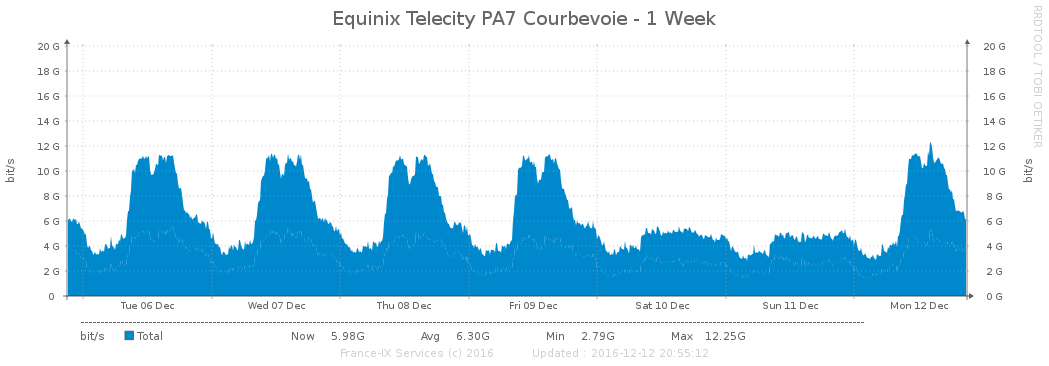 Equinix Telecity PA7 Courbevoie - 1 Week
RRDTOOL / TOBI OETIKER
20 G 20 G
18 G 18 G
16 G 16 G
14 G 14 G
12 G 12 G
10 G 10 G
8 G 8 G
6 G 6 G
4 G 4 G
2 G 2 G
0 0 G
bit/s bit/s
Tue 06 Dec Wed 07 Dec Thu 08 Dec Fri 09 Dec Sat 10 Dec Sun 11 Dec Mon 12 Dec
bit/s Total Now 5.98G Avg 6.30G Min 2.79G Max 12.25G
France-IX Services (c) 2016 Updated : 2016-12-12 20:55:12